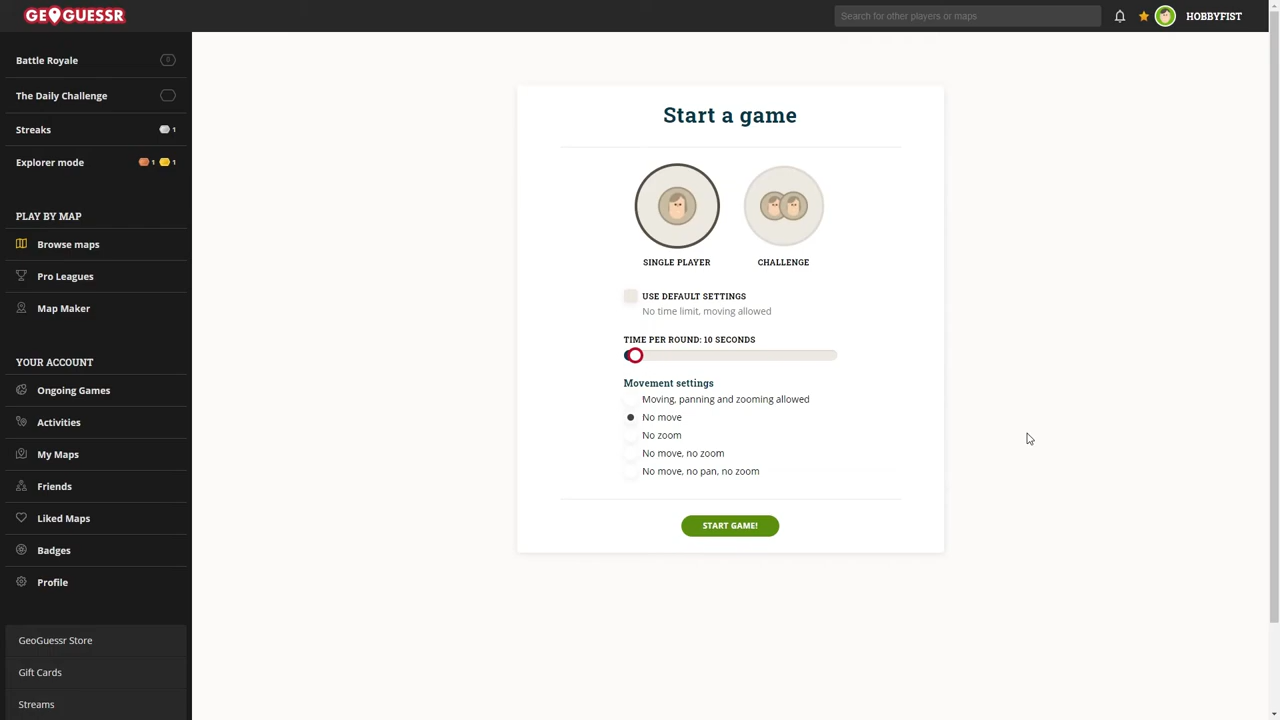 GEOGUESSR
Search for other players or maps
HOBBYFIST
Battle Royale
The Daily Challenge
Streaks
1
Explorer mode
1
1
PLAY BY MAP
Browse maps
Pro Leagues
Map Maker
YOUR ACCOUNT
Ongoing Games
Activities
My Maps
Friends
Liked Maps
Badges
Profile
GeoGuessr Store
Gift Cards
Streams
Start a game
SINGLE PLAYER
CHALLENGE
USE DEFAULT SETTINGS
No time limit, moving allowed
TIME PER ROUND: 10 SECONDS
Movement settings
Moving, panning and zooming allowed
No move
No zoom
No move, no zoom
No move, no pan, no zoom
START GAME!